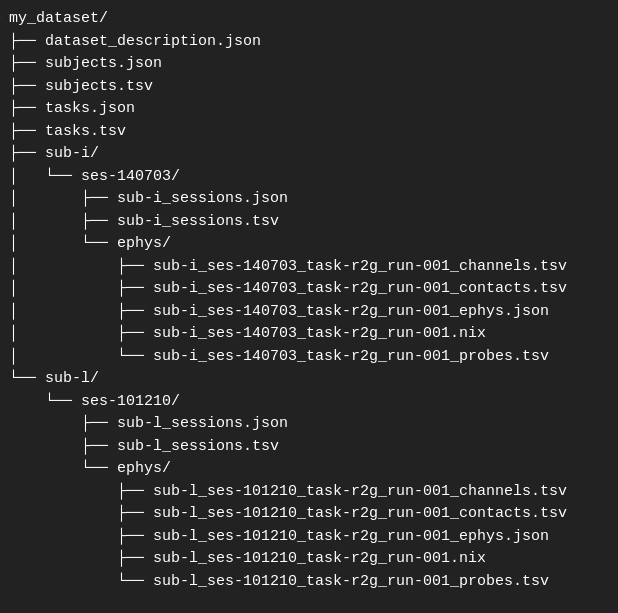 my_dataset/
├── dataset_description.json
├── subjects.json
├── subjects.tsv
├── tasks.json
├── tasks.tsv
├── sub-i/
│   └── ses-140703/
│       ├── sub-i_sessions.json
│       ├── sub-i_sessions.tsv
│       └── ephys/
│           ├── sub-i_ses-140703_task-r2g_run-001_channels.tsv
│           ├── sub-i_ses-140703_task-r2g_run-001_contacts.tsv
│           ├── sub-i_ses-140703_task-r2g_run-001_ephys.json
│           ├── sub-i_ses-140703_task-r2g_run-001.nix
│           └── sub-i_ses-140703_task-r2g_run-001_probes.tsv
└── sub-l/
    └── ses-101210/
        ├── sub-l_sessions.json
        ├── sub-l_sessions.tsv
        └── ephys/
            ├── sub-l_ses-101210_task-r2g_run-001_channels.tsv
            ├── sub-l_ses-101210_task-r2g_run-001_contacts.tsv
            ├── sub-l_ses-101210_task-r2g_run-001_ephys.json
            ├── sub-l_ses-101210_task-r2g_run-001.nix
            └── sub-l_ses-101210_task-r2g_run-001_probes.tsv